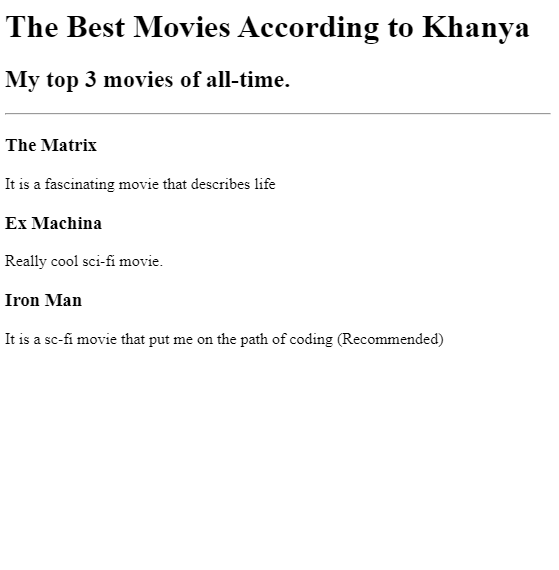 The Best Movies According to Khanya
My top 3 movies of all-time.
The Matrix
It is a fascinating movie that describes life
Ex Machina
Really cool sci-fi movie.
Iron Man
It is a sc-fi movie that put me on the path of coding (Recommended)